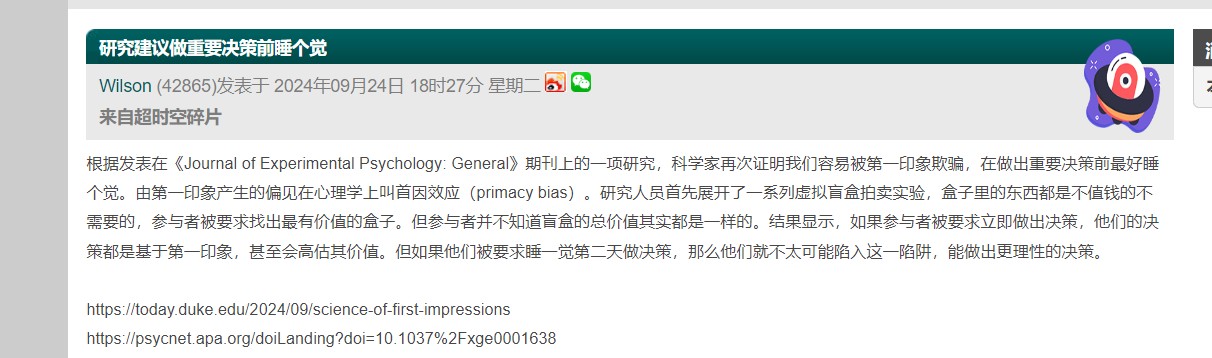 研究建议做重要决策前睡个觉
Wilson (42865)发表于 2024年09月24日 18时27分 星期二
来自超时空碎片
根据发表在《Journal of Experimental Psychology: General》期刊上的一项研究，科学家再次证明我们容易被第一印象欺骗，在做出重要决策前最好睡
个觉。由第一印象产生的偏见在心理学上叫首因效应（primacy bias）。研究人员首先展开了一系列虚拟盲盒拍卖实验，盒子里的东西都是不值钱的不
需要的，参与者被要求找出最有价值的盒子。但参与者并不知道盲盒的总价值其实都是一样的。结果显示，如果参与者被要求立即做出决策，他们的决
策都是基于第一印象，甚至会高估其价值。但如果他们被要求睡一觉第二天做决策，那么他们就不太可能陷入这一陷阱，能做出更理性的决策。
https://today.duke.edu/2024/09/science-of-first-impressions
https://psycnet.apa.org/doiLanding?doi=10.1037%2Fxge0001638